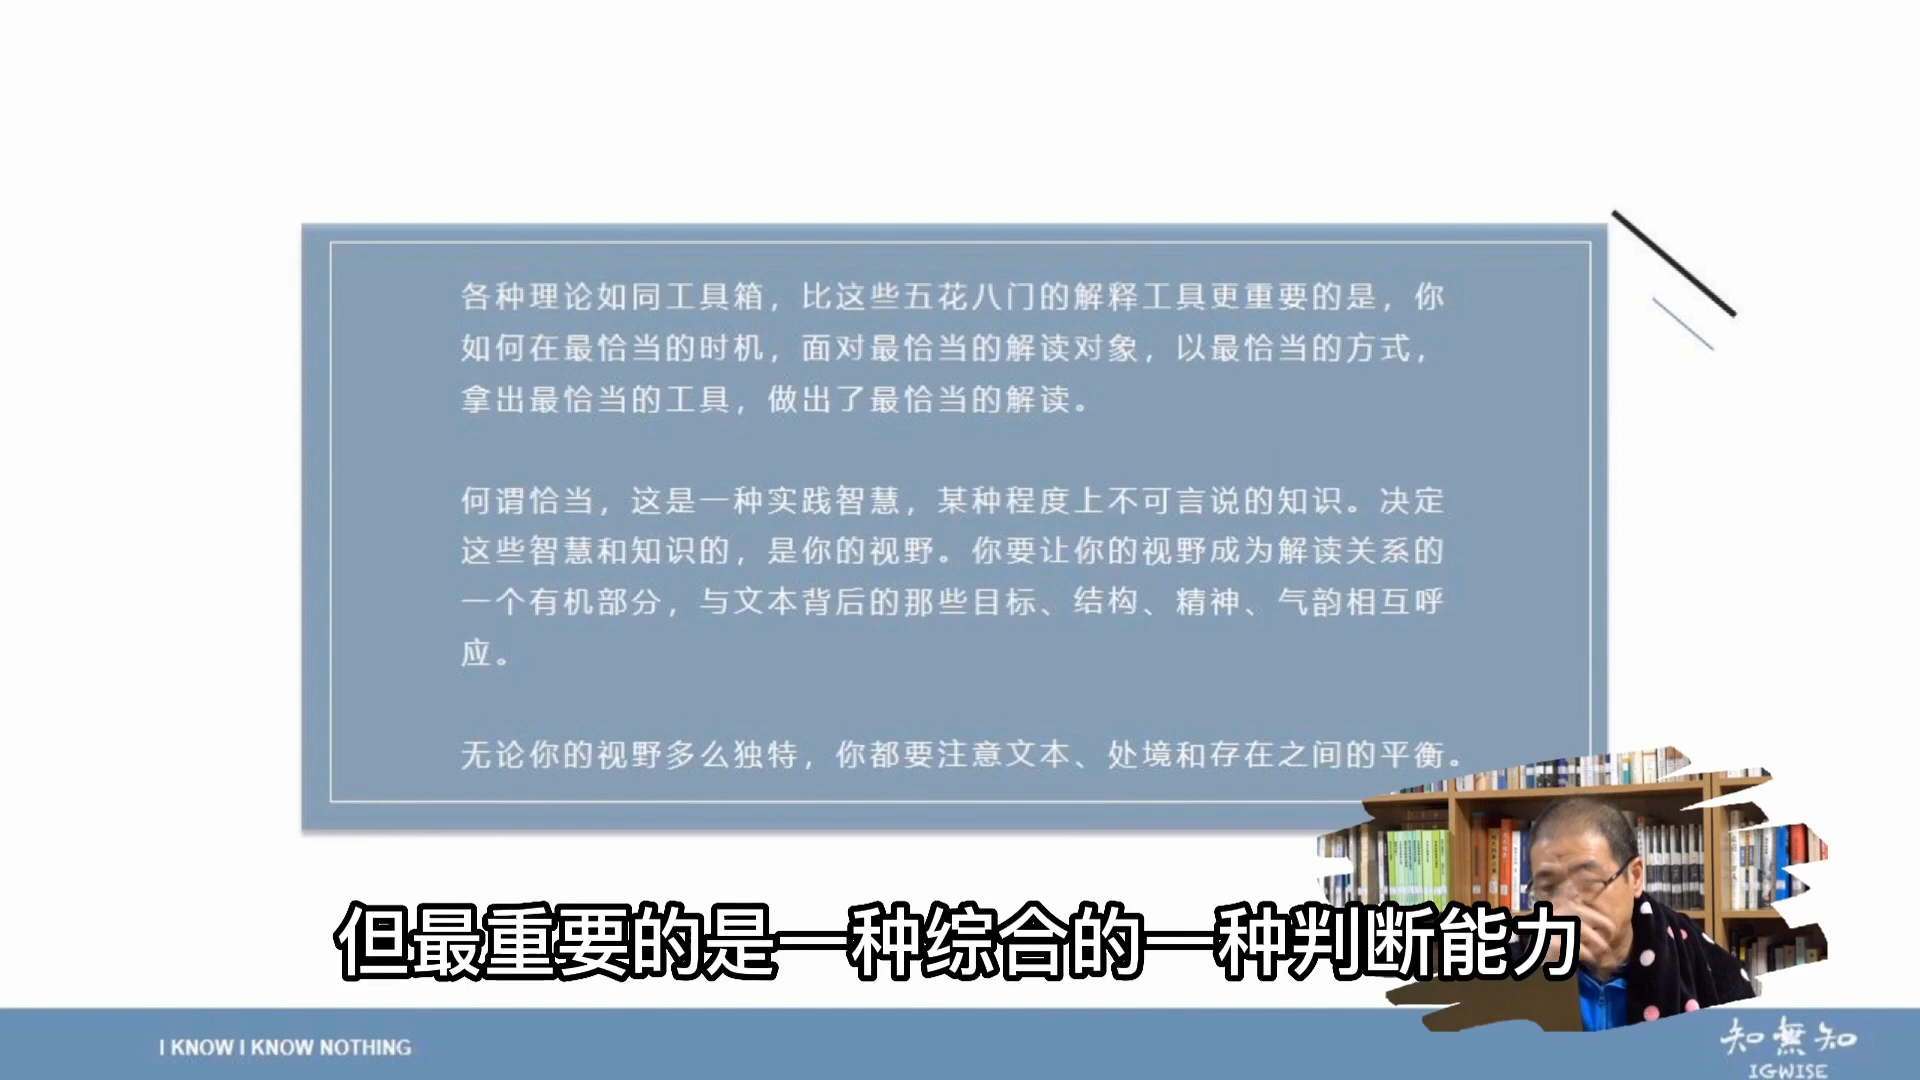 各种理论如同工具箱，比这些五花八门的解释工具更重要的是，你
如何在最恰当的时机，面对最恰当的解读对象，以最恰当的方式，
拿出最恰当的工具，做出了最恰当的解读。
何谓恰当，这是一种实践智慧，某种程度上不可言说的知识。决定
这些智慧和知识的，是你的视野。你要让你的视野成为解读关系的
一个有机部分，与文本背后的那些目标、结构、精神、气韵相互呼
应。
无论你的视野多么独特，你都要注意文本、处境和存在之间的平衡。
但最重要的是一种综合的一种判断能力
I KNOW I KNOW NOTHING
知無知
IGWISE